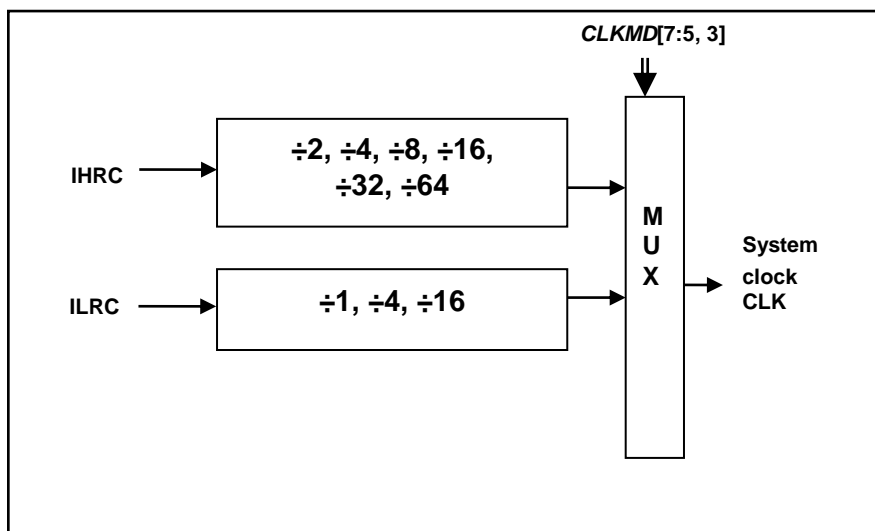 CLKMD[7:5, 3]
÷2, ÷4, ÷8, ÷16,
÷32, ÷64
IHRC
M
U
X
System
clock
CLK
÷1, ÷4, ÷16
ILRC